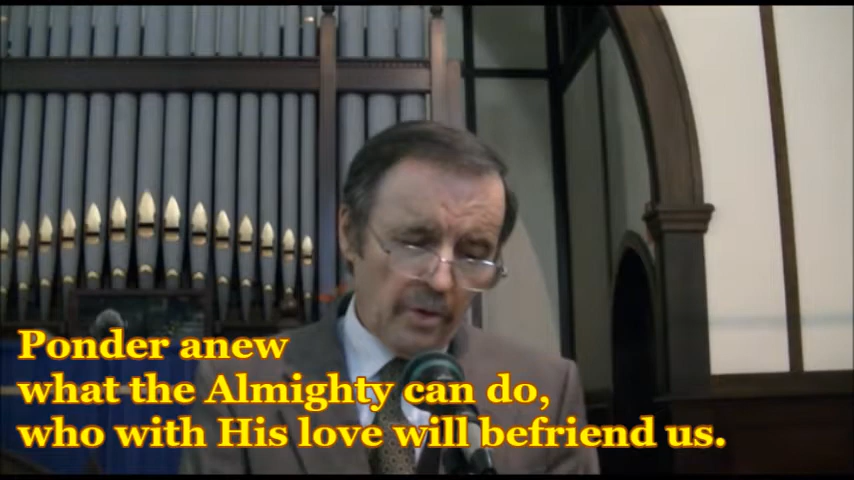 Ponder anew
what the Almighty can do,
who with His love will befriend us.